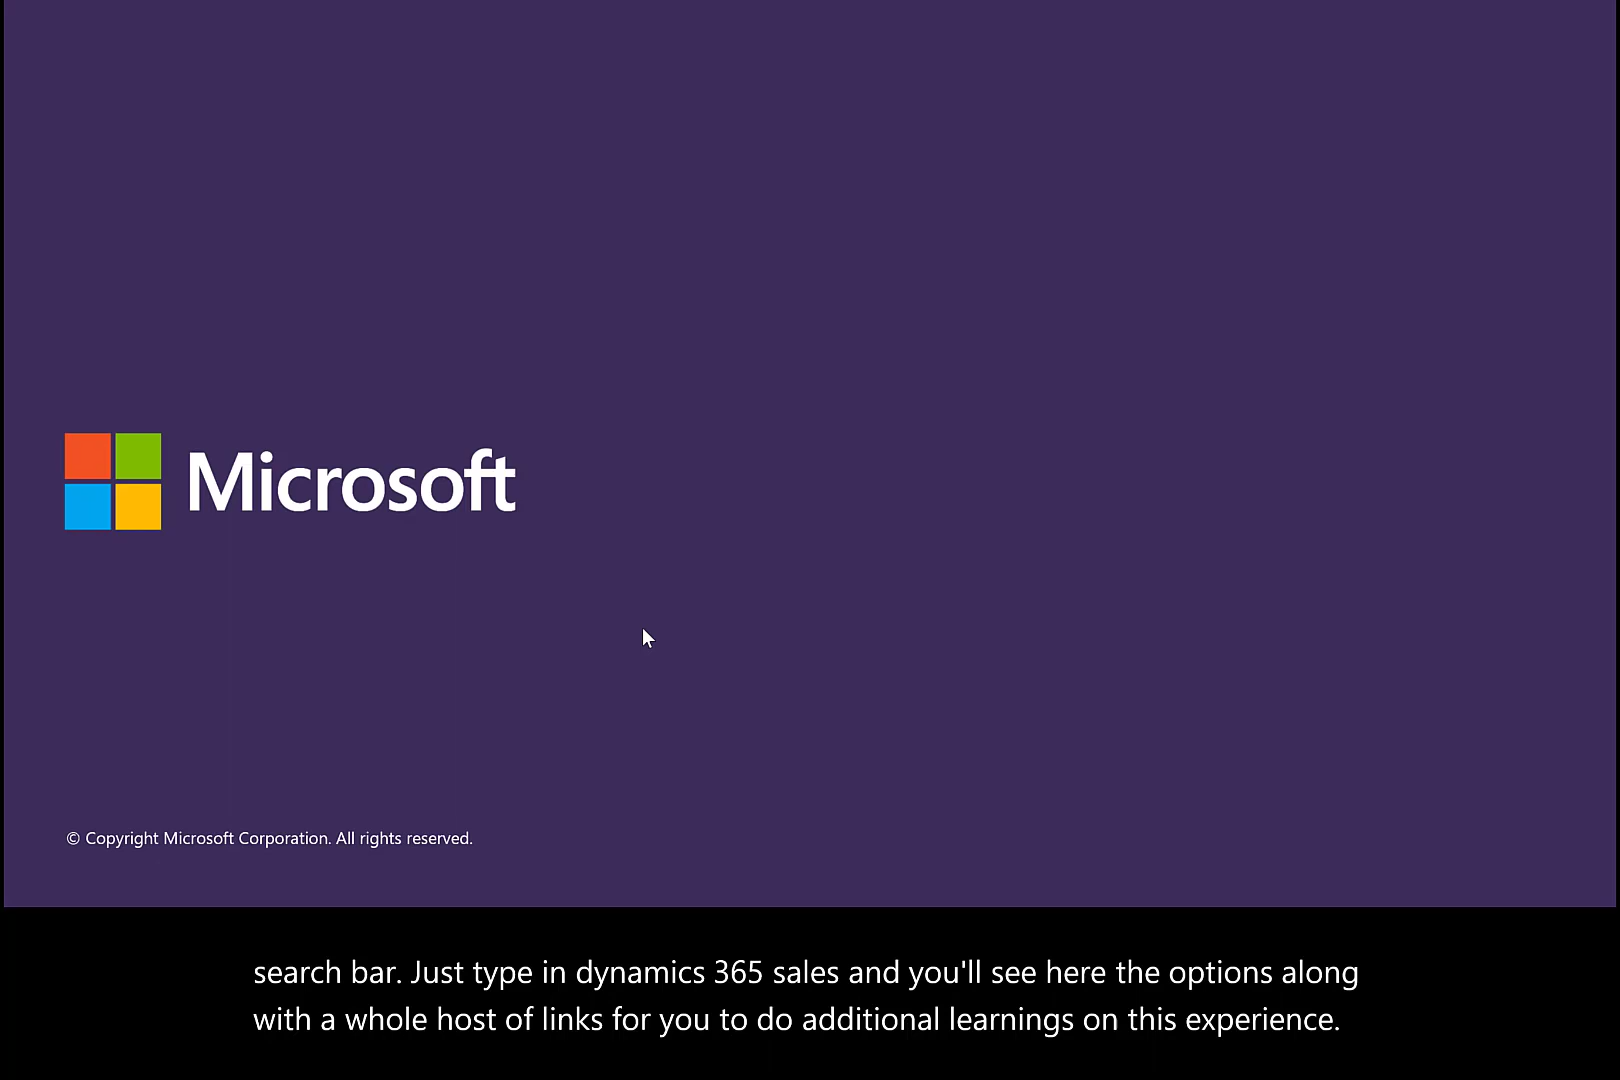 Microsoft
© Copyright Microsoft Corporation. All rights reserved.
search bar. Just type in dynamics 365 sales and you'll see here the options along
with a whole host of links for you to do additional learnings on this experience.